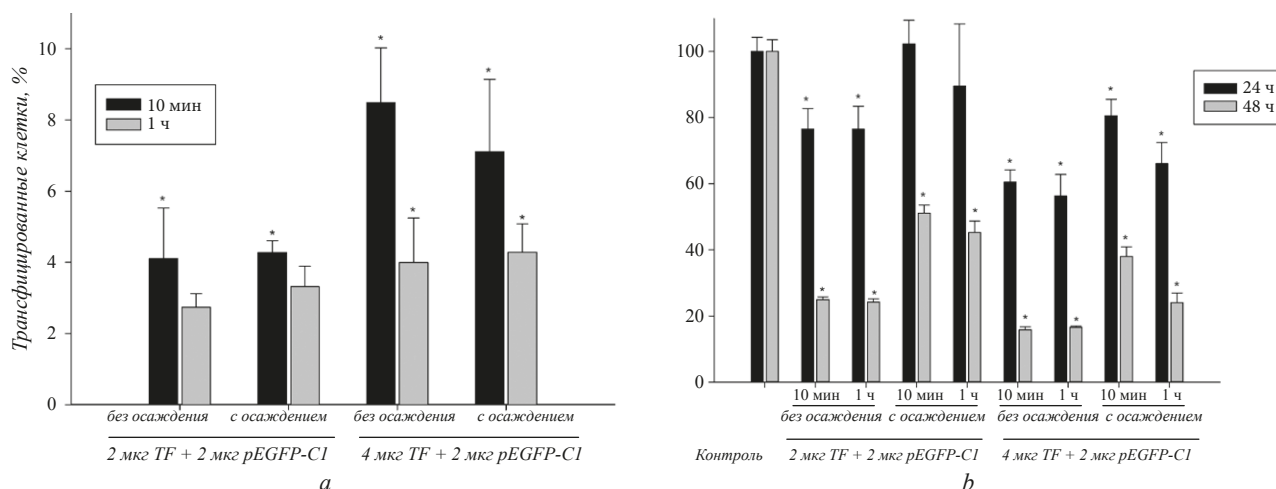 Трансфицированные клетки, %
10
8
6
4
2
0
10 мин
1 ч
без осаждения с осаждением без осаждения с осаждением
2 мкг TF + 2 мкг pEGFP-C1 4 мкг TF + 2 мкг pEGFP-C1
a
100
80
60
40
20
0
24 ч
48 ч
* * * * * * * * * * * * * * * * * * * *
10 мин 1 ч 10 мин 1 ч 10 мин 1 ч 10 мин 1 ч
без осаждения с осаждением без осаждения с осаждением
Контроль 2 мкг TF + 2 мкг pEGFP-C1 4 мкг TF + 2 мкг pEGFP-C1
b